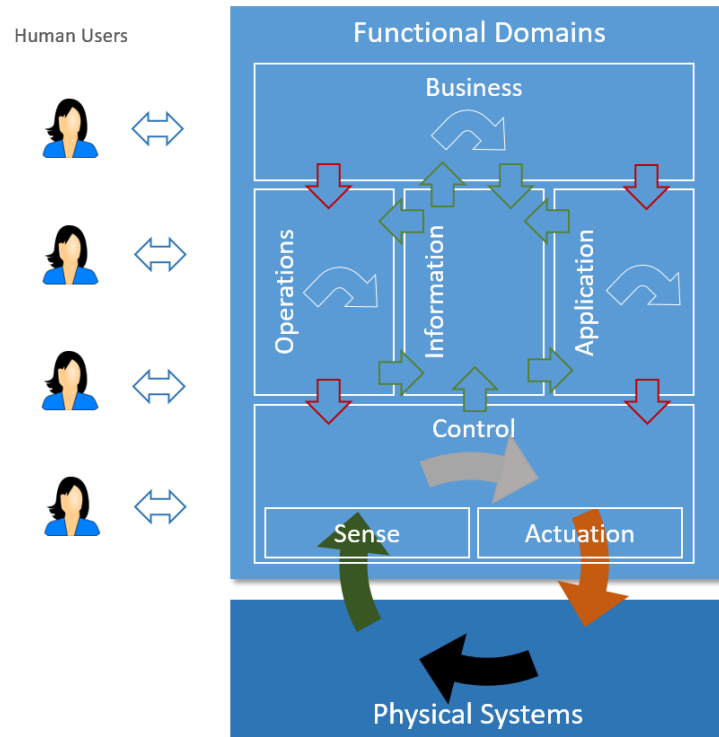 Human Users
Functional Domains
Business
Operations
Information
Application
Control
Sense
Actuation
Physical Systems